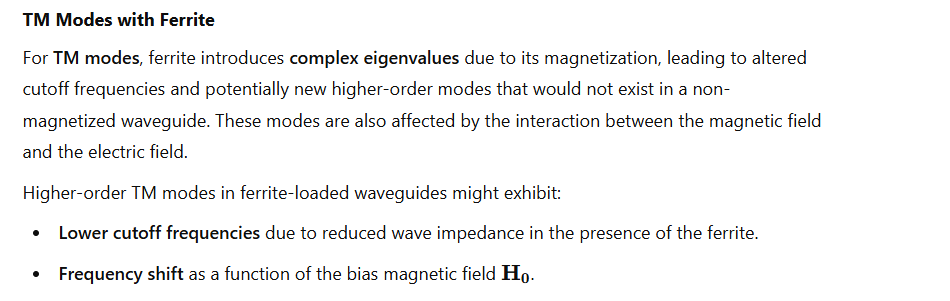 TM Modes with Ferrite
For TM modes, ferrite introduces complex eigenvalues due to its magnetization, leading to altered
cutoff frequencies and potentially new higher-order modes that would not exist in a non-
magnetized waveguide. These modes are also affected by the interaction between the magnetic field
and the electric field.
Higher-order TM modes in ferrite-loaded waveguides might exhibit:
• Lower cutoff frequencies due to reduced wave impedance in the presence of the ferrite.
• Frequency shift as a function of the bias magnetic field H₀.